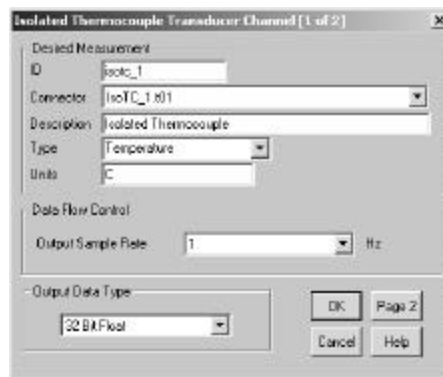 Isolated Thermocouple Transducer Channel [1 of 2]
Desired Measurement
ID isotc_1
Connector IsoTC_1.t01
Description Isolated Thermocouple
Type Temperature
Units C
Data Flow Control
Output Sample Rate 1 Hz
Output Data Type
32 Bit Float
OK Page 2
Cancel Help